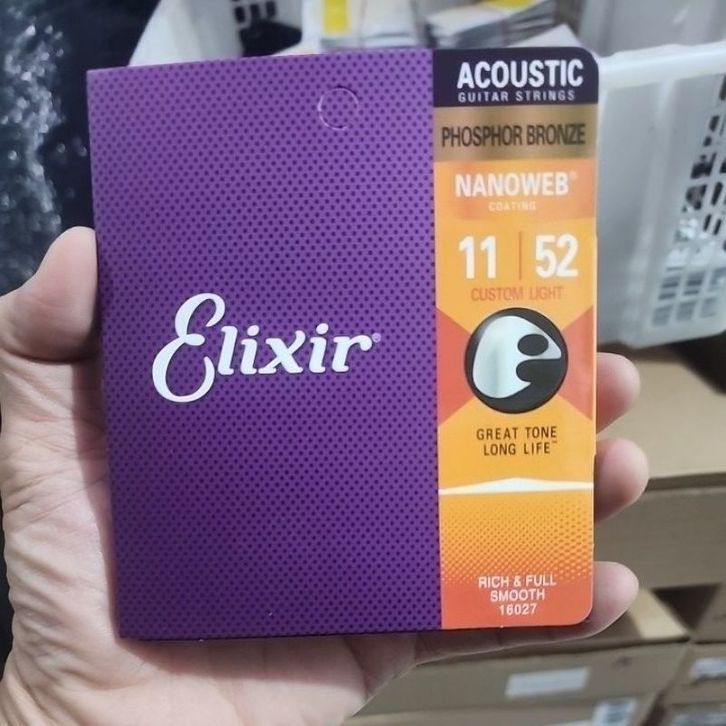 Elixir®
ACOUSTIC
GUITAR STRINGS
PHOSPHOR BRONZE
NANOWEB®
COATING
11 | 52
CUSTOM LIGHT
GREAT TONE
LONG LIFE™
RICH & FULL
SMOOTH
16027